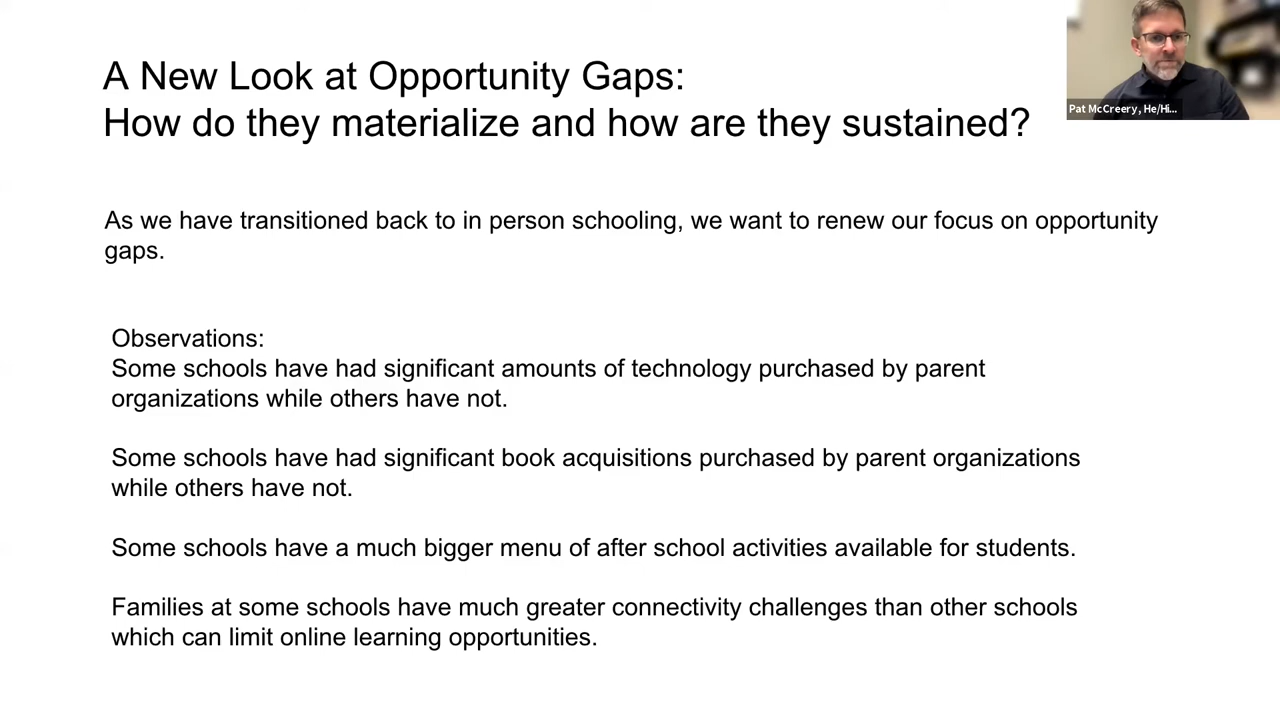 A New Look at Opportunity Gaps:
How do they materialize and how are they sustained?
Pat McCreery, He/Hi...
As we have transitioned back to in person schooling, we want to renew our focus on opportunity
gaps.
Observations:
Some schools have had significant amounts of technology purchased by parent
organizations while others have not.
Some schools have had significant book acquisitions purchased by parent organizations
while others have not.
Some schools have a much bigger menu of after school activities available for students.
Families at some schools have much greater connectivity challenges than other schools
which can limit online learning opportunities.